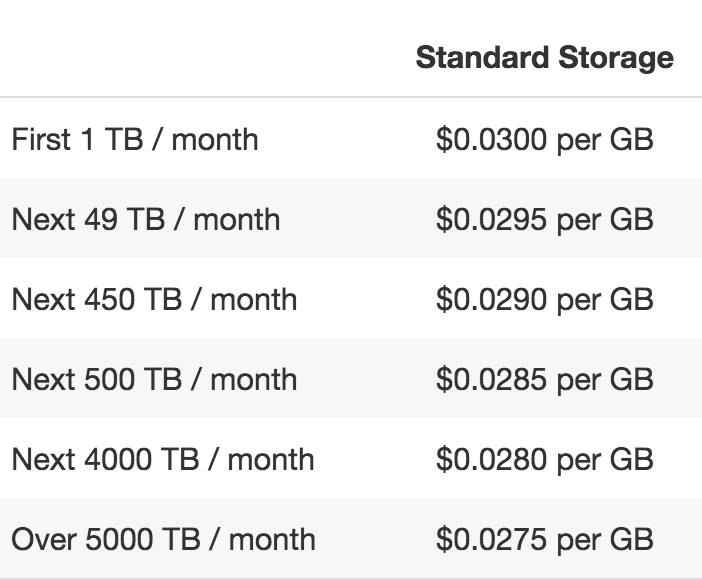 Standard Storage
First 1 TB / month $0.0300 per GB
Next 49 TB / month $0.0295 per GB
Next 450 TB / month $0.0290 per GB
Next 500 TB / month $0.0285 per GB
Next 4000 TB / month $0.0280 per GB
Over 5000 TB / month $0.0275 per GB